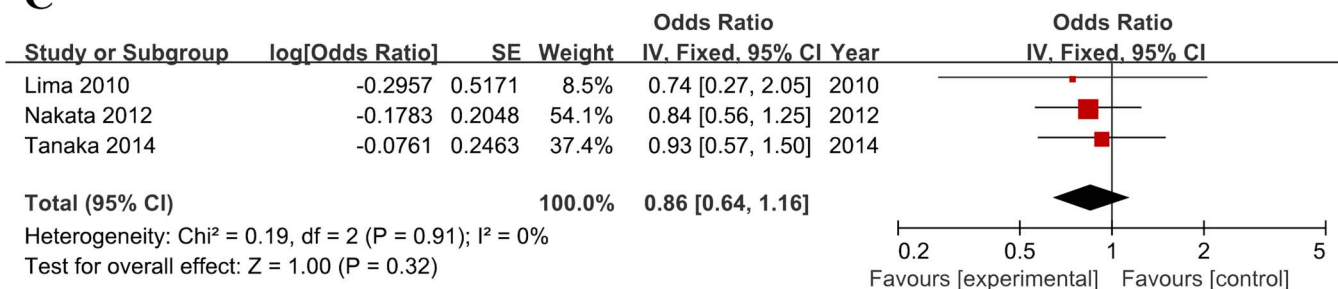 C
Odds Ratio Odds Ratio
Study or Subgroup log[Odds Ratio] SE Weight IV, Fixed, 95% CI Year IV, Fixed, 95% CI
Lima 2010 -0.2957 0.5171 8.5% 0.74 [0.27, 2.05] 2010
Nakata 2012 -0.1783 0.2048 54.1% 0.84 [0.56, 1.25] 2012
Tanaka 2014 -0.0761 0.2463 37.4% 0.93 [0.57, 1.50] 2014
Total (95% CI) 100.0% 0.86 [0.64, 1.16]
Heterogeneity: Chi² = 0.19, df = 2 (P = 0.91); I² = 0%
Test for overall effect: Z = 1.00 (P = 0.32)
0.2 0.5 1 2 5
Favours [experimental] Favours [control]